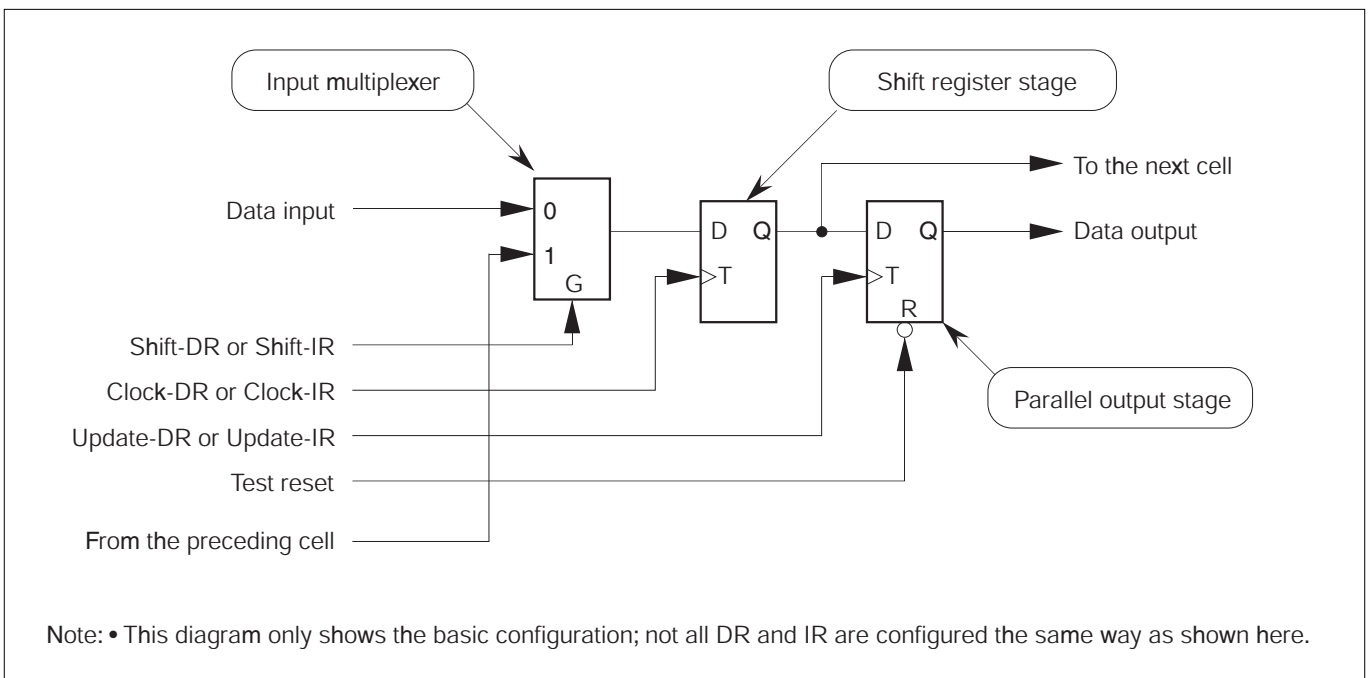 Input multiplexer
Shift register stage
To the next cell
Data input
0
D Q
D Q
Data output
1
G
T
T
R
Shift-DR or Shift-IR
Clock-DR or Clock-IR
Parallel output stage
Update-DR or Update-IR
Test reset
From the preceding cell
Note: • This diagram only shows the basic configuration; not all DR and IR are configured the same way as shown here.